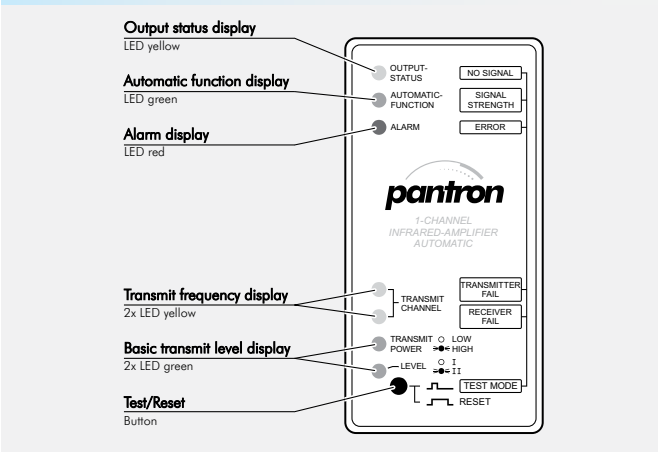 Output status display
LED yellow
Automatic function display
LED green
Alarm display
LED red
Transmit frequency display
2x LED yellow
Basic transmit level display
2x LED green
Test/Reset
Button
OUTPUT-
STATUS
NO SIGNAL
AUTOMATIC-
FUNCTION
SIGNAL
STRENGTH
ALARM
ERROR
pantron
1-CHANNEL
INFRARED-AMPLIFIER
AUTOMATIC
TRANSMIT
CHANNEL
TRANSMITTER
FAIL
RECEIVER
FAIL
TRANSMIT
POWER
LOW
HIGH
LEVEL
I
II
TEST MODE
RESET